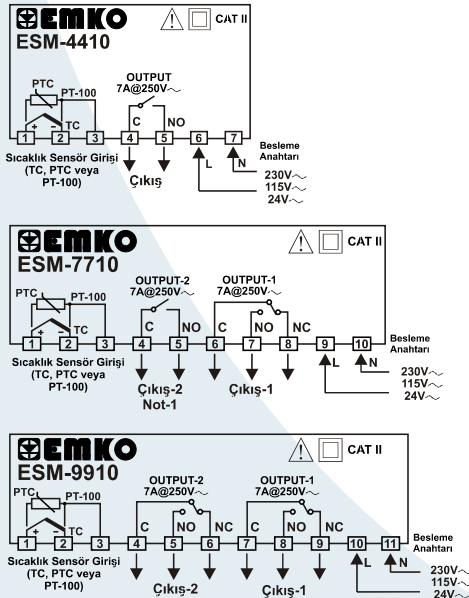 EMKO
CAT II
ESM-4410
PTC
PT-100
OUTPUT
7A@250V~
+ - TC
C
NO
1 2 3 4 5 6 7
Sıcaklık Sensör Girişi
(TC, PTC veya
PT-100)
Çıkış
L
N
Besleme
Anahtarı
230V~
115V~
24V~
EMKO
CAT II
ESM-7710
PTC
PT-100
OUTPUT-2
7A@250V~
OUTPUT-1
7A@250V~
+ - TC
C
NO
C
NO
NC
1 2 3 4 5 6 7 8 9 10
Sıcaklık Sensör Girişi
(TC, PTC veya
PT-100)
Çıkış-2
Not-1
Çıkış-1
L
N
Besleme
Anahtarı
230V~
115V~
24V~
EMKO
CAT II
ESM-9910
PTC
PT-100
OUTPUT-2
7A@250V~
OUTPUT-1
7A@250V~
+ - TC
C
NO
NC
C
NO
NC
1 2 3 4 5 6 7 8 9 10 11
Sıcaklık Sensör Girişi
(TC, PTC veya
PT-100)
Çıkış-2
Çıkış-1
L
N
Besleme
Anahtarı
230V~
115V~
24V~